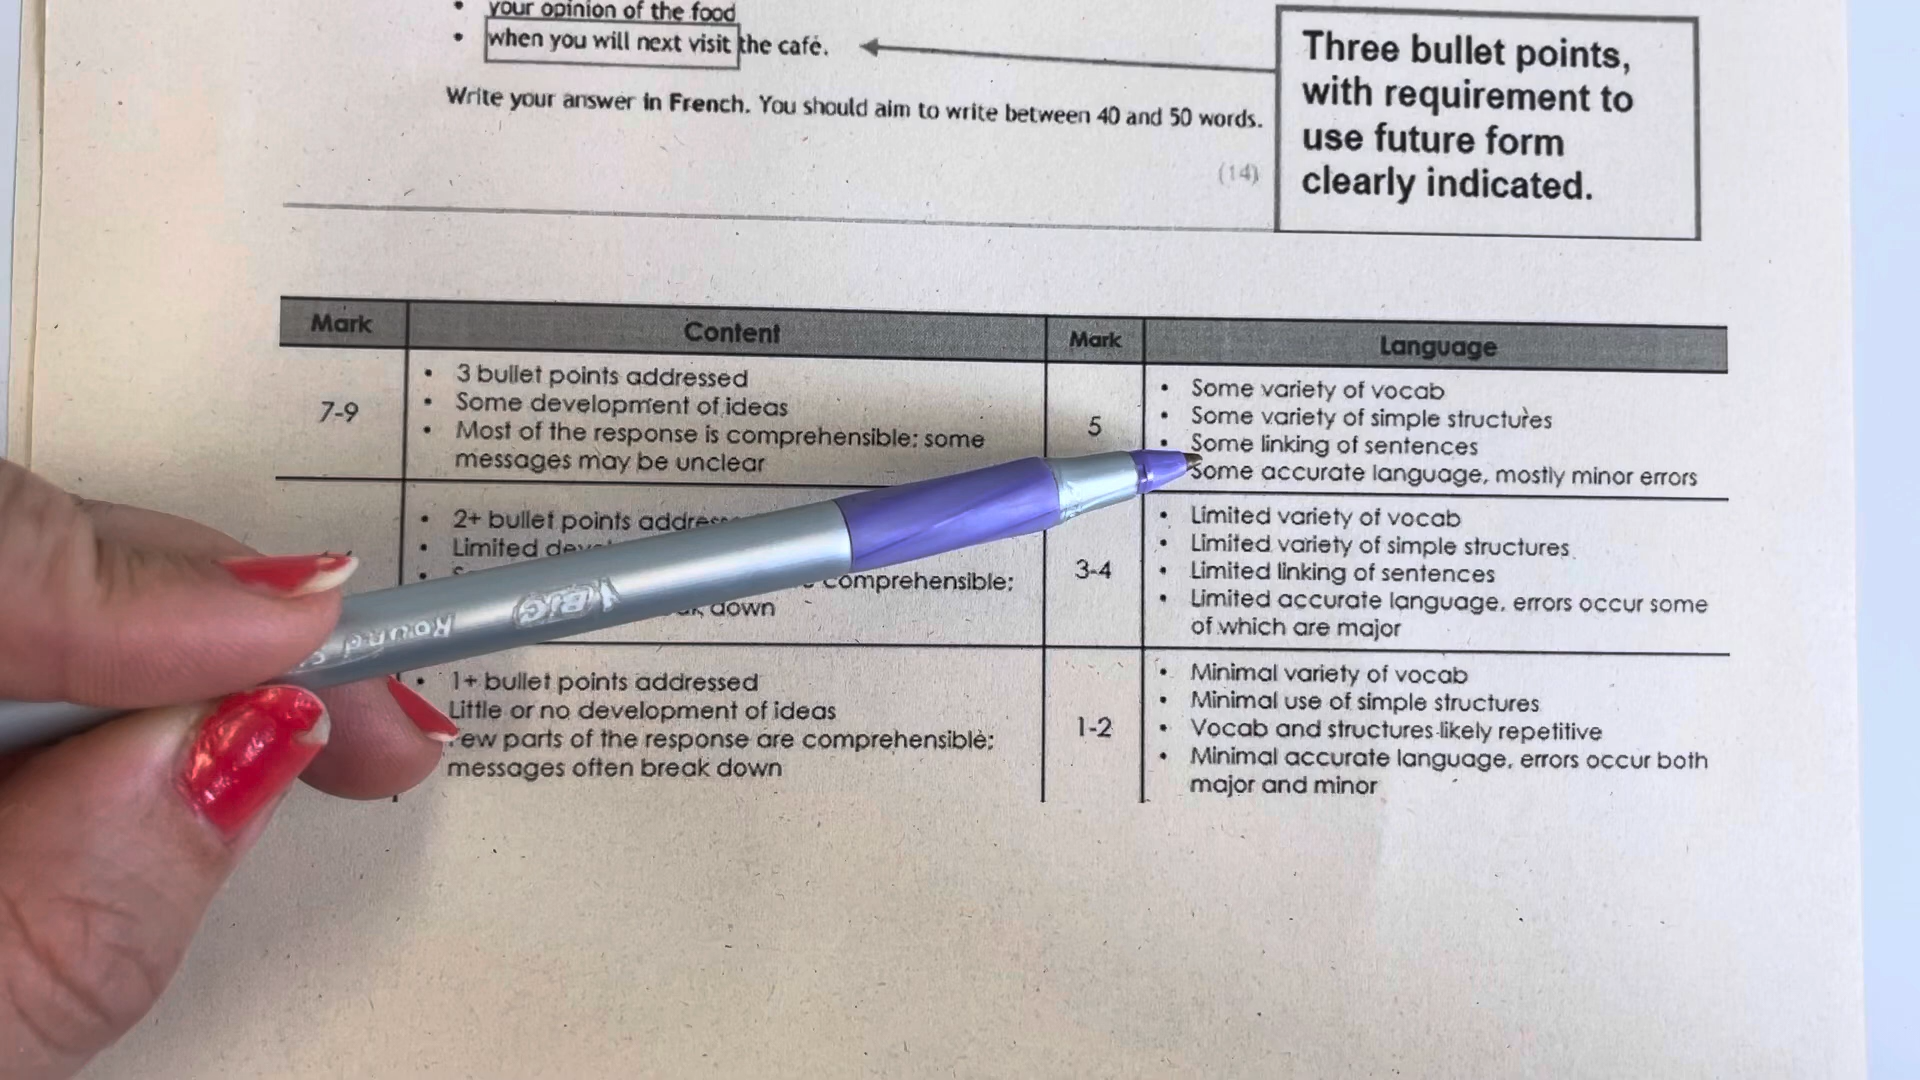 • your opinion of the food
• when you will next visit the café.
Write your answer in French. You should aim to write between 40 and 50 words.
(14)
Three bullet points,
with requirement to
use future form
clearly indicated.
Mark
Content
Mark
Language
7-9
• 3 bullet points addressed
• Some development of ideas
• Most of the response is comprehensible; some
messages may be unclear
5
• Some variety of vocab
• Some variety of simple structures
• Some linking of sentences
Some accurate language, mostly minor errors
• 2+ bullet points
• Limited
comprehensible;
down
3-4
• Limited variety of vocab
• Limited variety of simple structures
• Limited linking of sentences
• Limited accurate language, errors occur some
of which are major
• 1+ bullet points addressed
Little or no development of ideas
Few parts of the response are comprehensible;
messages often break down
1-2
• Minimal variety of vocab
• Minimal use of simple structures
• Vocab and structures likely repetitive
• Minimal accurate language, errors occur both
major and minor
BIC
Round